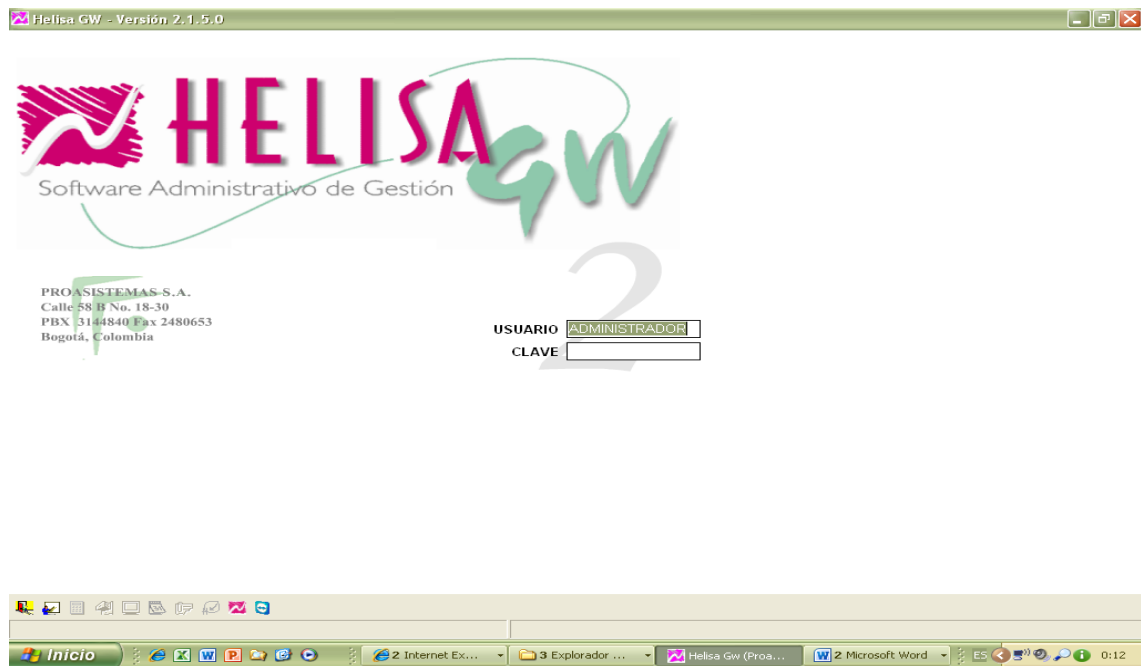 Helisa GW - Versión 2.1.5.0
HELISA GW
Software Administrativo de Gestión
2
PROASISTEMAS S.A.
Calle 58 B No. 18-30
PBX 3144840 Fax 2480653
Bogotá, Colombia
USUARIO ADMINISTRADOR
CLAVE
Inicio 2 Internet Ex... 3 Explorador ... Helisa Gw (Proa... 2 Microsoft Word ES 0:12